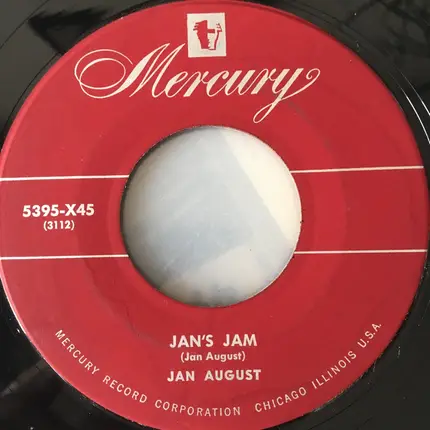 Mercury
5395-X45
(3112)
JAN'S JAM
(Jan August)
JAN AUGUST
MERCURY RECORD CORPORATION CHICAGO ILLINOIS U.S.A.